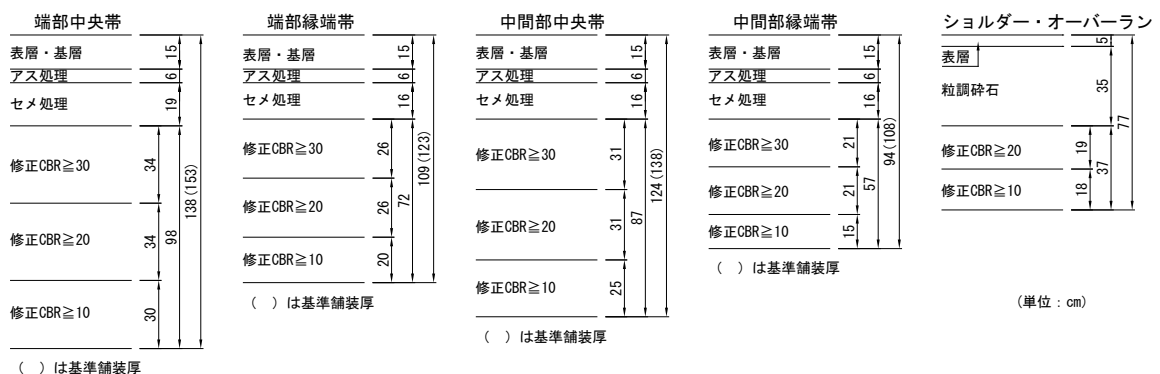 端部中央帯
表層・基層
15
アス処理
6
セメ処理
19
修正CBR≧30
34
修正CBR≧20
34
修正CBR≧10
30
98
138(153)
（　）は基準舗装厚
端部縁端帯
表層・基層
15
アス処理
6
セメ処理
16
修正CBR≧30
26
修正CBR≧20
26
修正CBR≧10
20
72
109(123)
（　）は基準舗装厚
中間部中央帯
表層・基層
15
アス処理
6
セメ処理
16
修正CBR≧30
31
修正CBR≧20
31
修正CBR≧10
25
87
124(138)
（　）は基準舗装厚
中間部縁端帯
表層・基層
15
アス処理
6
セメ処理
16
修正CBR≧30
21
修正CBR≧20
21
修正CBR≧10
15
57
94(108)
（　）は基準舗装厚
ショルダー・オーバーラン
5
表層
粒調砕石
35
修正CBR≧20
19
修正CBR≧10
18
37
77
(単位：cm)